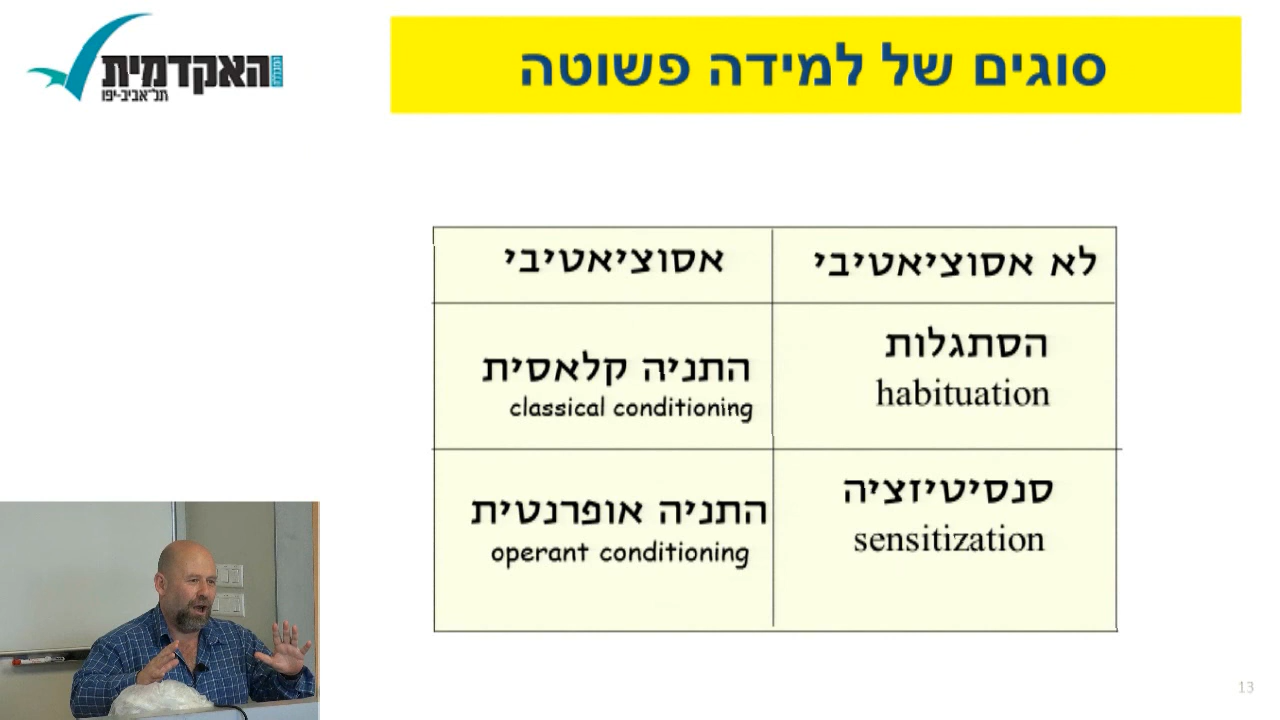 האקדמית
תל־אביב-יפו
סוגים של למידה פשוטה
לא אסוציאטיבי
אסוציאטיבי
הסתגלות
habituation
התניה קלאסית
classical conditioning
סנסיטיזציה
sensitization
התניה אופרנטית
operant conditioning
13